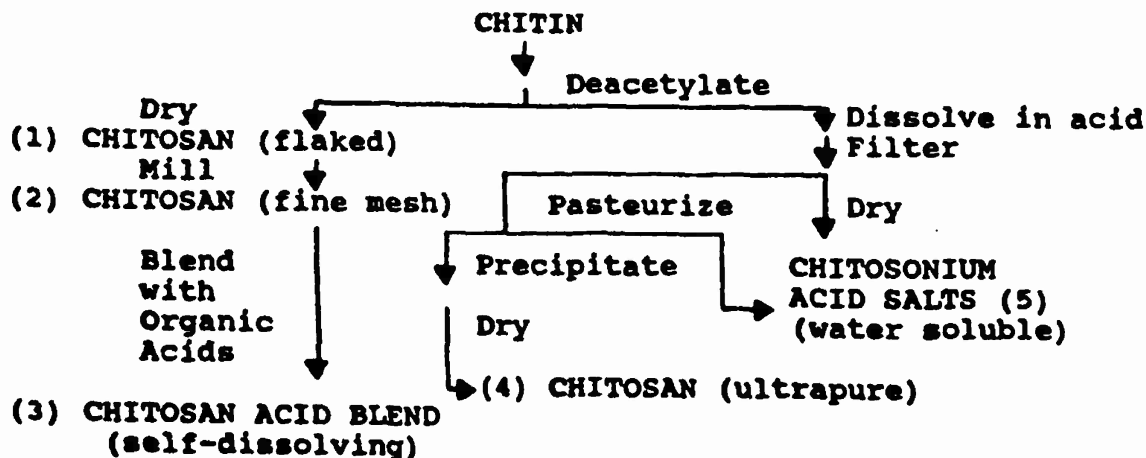 CHITIN
Deacetylate
Dry
(1) CHITOSAN (flaked)
Mill
(2) CHITOSAN (fine mesh)
Blend
with
Organic
Acids
(3) CHITOSAN ACID BLEND
(self-dissolving)
Dissolve in acid
Filter
Pasteurize
Dry
Precipitate
Dry
(4) CHITOSAN (ultrapure)
CHITOSONIUM
ACID SALTS (5)
(water soluble)